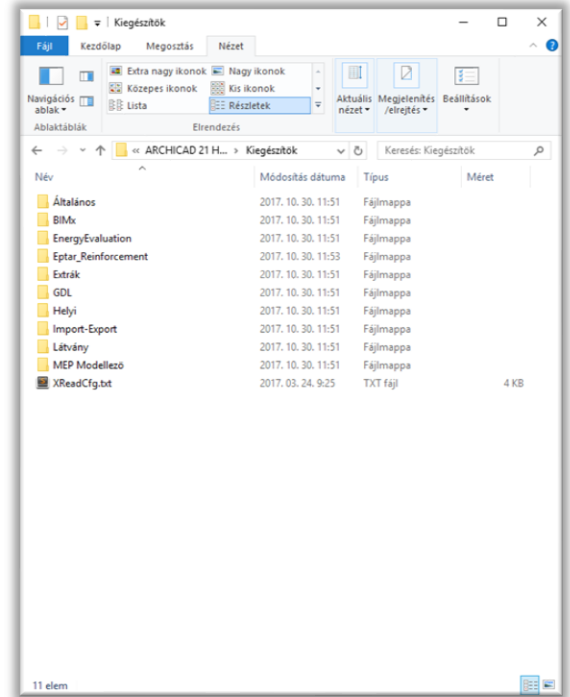 Kiegészítők
Fájl Kezdőlap Megosztás Nézet
Navigációs ablak
Extra nagy ikonok Nagy ikonok
Közepes ikonok Kis ikonok
Lista Részletek
Aktuális nézet
Megjelenítés /elrejtés
Beállítások
Ablaktáblák Elrendezés
« ARCHICAD 21 H... › Kiegészítők Keresés: Kiegészítők
Név Módosítás dátuma Típus Méret
Általános 2017. 10. 30. 11:51 Fájlmappa
BIMx 2017. 10. 30. 11:51 Fájlmappa
EnergyEvaluation 2017. 10. 30. 11:51 Fájlmappa
Eptar_Reinforcement 2017. 10. 30. 11:53 Fájlmappa
Extrák 2017. 10. 30. 11:51 Fájlmappa
GDL 2017. 10. 30. 11:51 Fájlmappa
Helyi 2017. 10. 30. 11:51 Fájlmappa
Import-Export 2017. 10. 30. 11:51 Fájlmappa
Látvány 2017. 10. 30. 11:51 Fájlmappa
MEP Modellező 2017. 10. 30. 11:51 Fájlmappa
XReadCfg.txt 2017. 03. 24. 9:25 TXT fájl 4 KB
11 elem